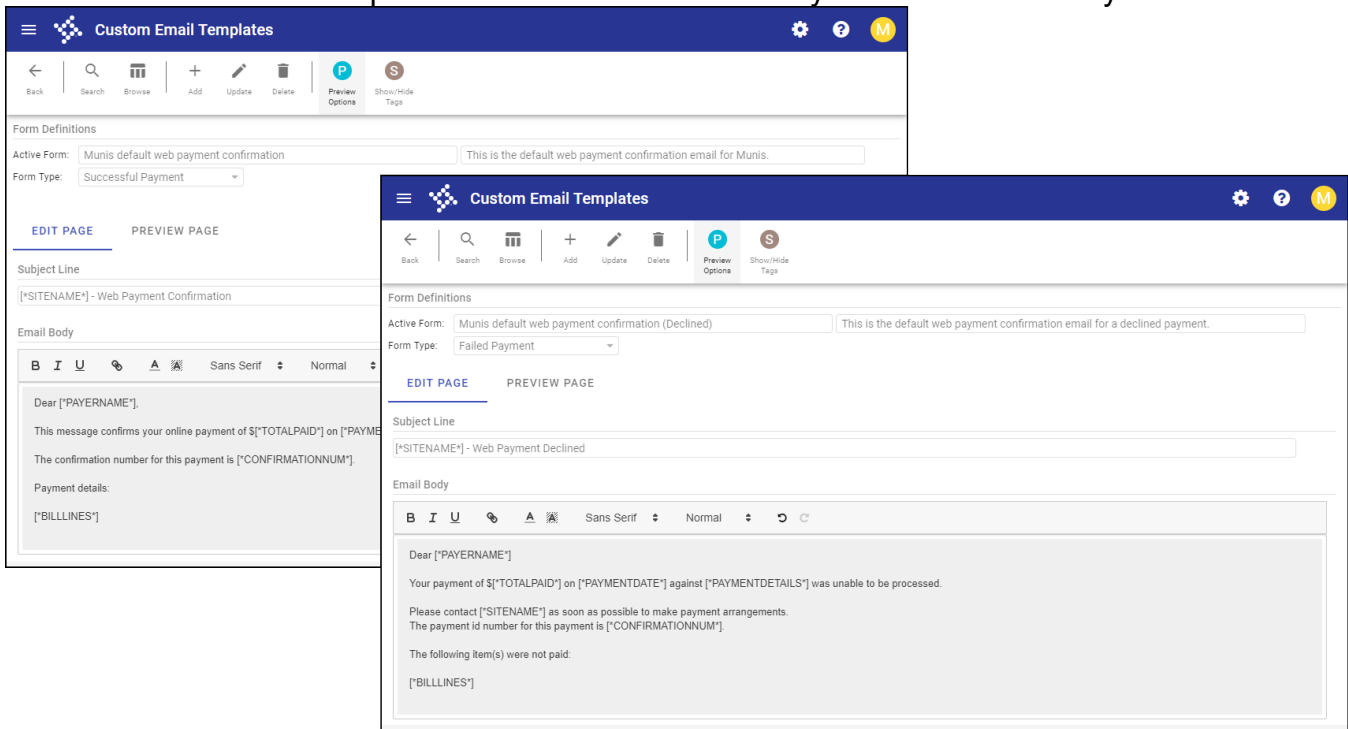 Custom Email Templates
M
P S
Back Search Browse Add Update Delete Preview Options Show/Hide Tags
Form Definitions
Active Form: Munis default web payment confirmation This is the default web payment confirmation email for Munis.
Form Type: Successful Payment
EDIT PAGE PREVIEW PAGE
Subject Line
[*SITENAME*] - Web Payment Confirmation
Email Body
B I U A A Sans Serif Normal
Dear [*PAYERNAME*],
This message confirms your online payment of $[*TOTALPAID*] on [*PAYME
The confirmation number for this payment is [*CONFIRMATIONNUM*].
Payment details:
[*BILLLINES*]
Custom Email Templates
M
P S
Back Search Browse Add Update Delete Preview Options Show/Hide Tags
Form Definitions
Active Form: Munis default web payment confirmation (Declined) This is the default web payment confirmation email for a declined payment.
Form Type: Failed Payment
EDIT PAGE PREVIEW PAGE
Subject Line
[*SITENAME*] - Web Payment Declined
Email Body
B I U A A Sans Serif Normal
Dear [*PAYERNAME*]
Your payment of $[*TOTALPAID*] on [*PAYMENTDATE*] against [*PAYMENTDETAILS*] was unable to be processed.
Please contact [*SITENAME*] as soon as possible to make payment arrangements.
The payment id number for this payment is [*CONFIRMATIONNUM*].
The following item(s) were not paid:
[*BILLLINES*]